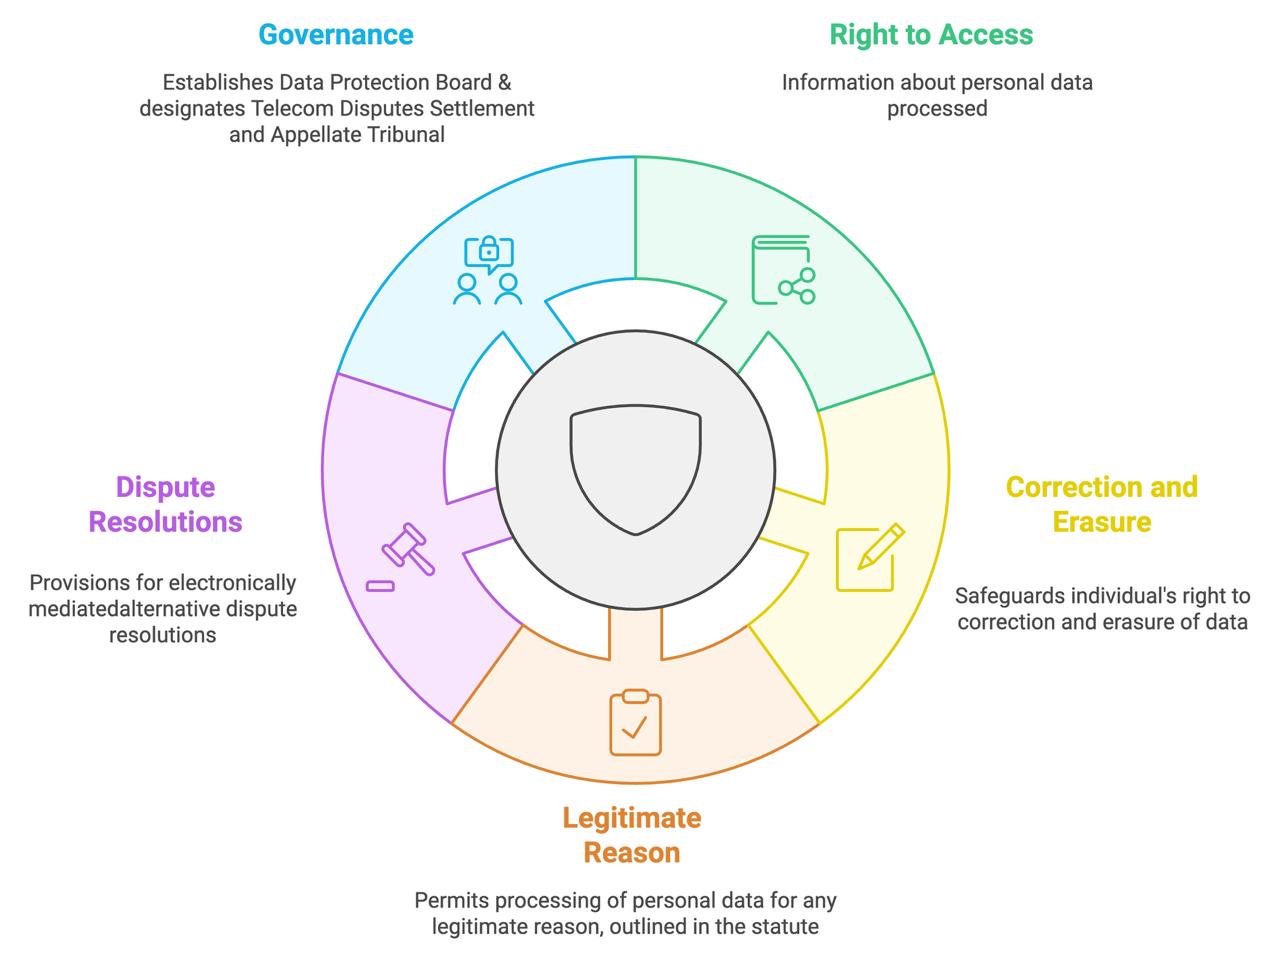 Governance
Establishes Data Protection Board &
designates Telecom Disputes Settlement
and Appellate Tribunal
Right to Access
Information about personal data
processed
Dispute
Resolutions
Provisions for electronically
mediatedalternative dispute
resolutions
Correction and
Erasure
Safeguards individual's right to
correction and erasure of data
Legitimate
Reason
Permits processing of personal data for any
legitimate reason, outlined in the statute